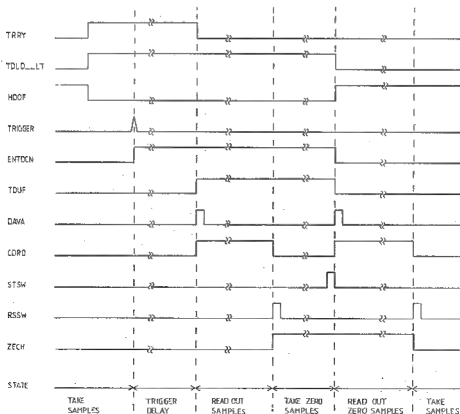 TRRY
TDLD__LT
HDOF
TRIGGER
ENTDCN
TDUF
DAVA
CDRD
STSW
RSSW
ZECH
STATE
TAKE SAMPLES
TRIGGER DELAY
READ OUT SAMPLES
TAKE ZERO SAMPLES
READ OUT ZERO SAMPLES
TAKE SAMPLES